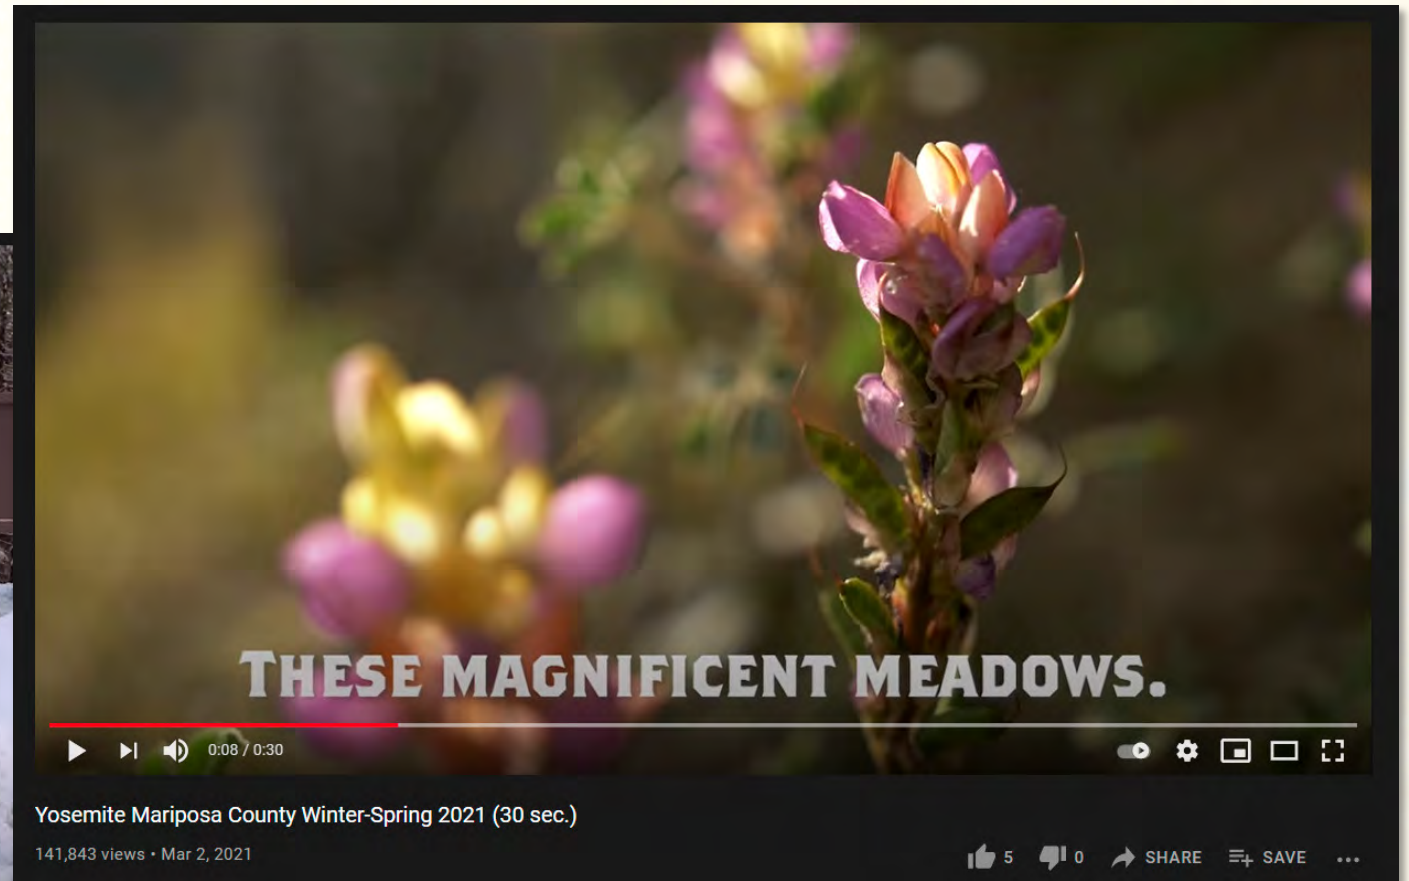 THESE MAGNIFICENT MEADOWS.
0:08 / 0:30
Yosemite Mariposa County Winter-Spring 2021 (30 sec.)
141,843 views • Mar 2, 2021
5 0 SHARE SAVE